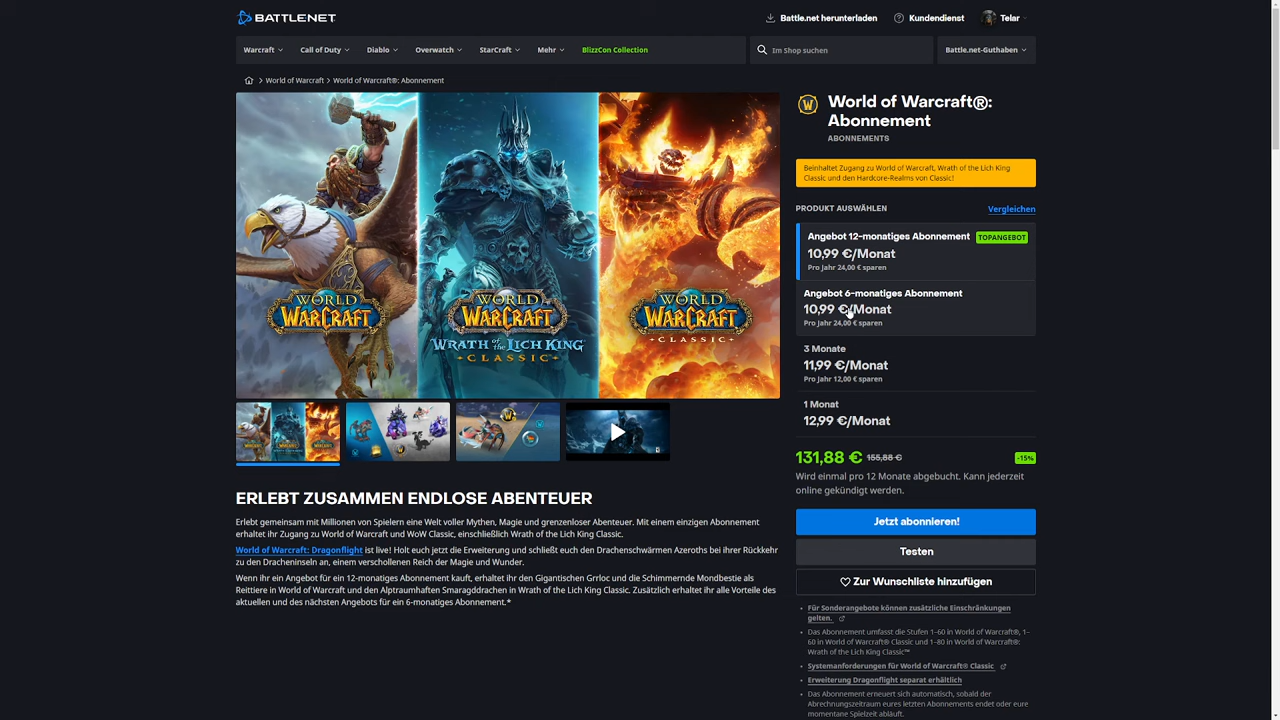 BATTLENET
Battle.net herunterladen
Kundendienst
Telar
Warcraft
Call of Duty
Diablo
Overwatch
StarCraft
Mehr
BlizzCon Collection
Im Shop suchen
Battle.net-Guthaben
World of Warcraft
World of Warcraft®: Abonnement
WORLD
OF
WARCRAFT
WORLD
OF
WARCRAFT
WRATH OF THE LICH KING
CLASSIC
WORLD
OF
WARCRAFT
CLASSIC
World of Warcraft®:
Abonnement
ABONNEMENTS
Beinhaltet Zugang zu World of Warcraft, Wrath of the Lich King
Classic und den Hardcore-Realms von Classic!
PRODUKT AUSWÄHLEN
Vergleichen
Angebot 12-monatiges Abonnement
TOPANGEBOT
10,99 €/Monat
Pro Jahr 24,00 € sparen
Angebot 6-monatiges Abonnement
10,99 €/Monat
Pro Jahr 24,00 € sparen
3 Monate
11,99 €/Monat
Pro Jahr 12,00 € sparen
1 Monat
12,99 €/Monat
131,88 € 155,88 €
-15%
Wird einmal pro 12 Monate abgebucht. Kann jederzeit
online gekündigt werden.
Jetzt abonnieren!
Testen
Zur Wunschliste hinzufügen
Für Sonderangebote können zusätzliche Einschränkungen
gelten.
Das Abonnement umfasst die Stufen 1–60 in World of Warcraft®, 1–
60 in World of Warcraft® Classic und 1–80 in World of Warcraft®:
Wrath of the Lich King Classic™
Systemanforderungen für World of Warcraft® Classic
Erweiterung Dragonflight separat erhältlich
Das Abonnement erneuert sich automatisch, sobald der
Abrechnungszeitraum eures letzten Abonnements endet oder eure
momentane Spielzeit abläuft.
ERLEBT ZUSAMMEN ENDLOSE ABENTEUER
Erlebt gemeinsam mit Millionen von Spielern eine Welt voller Mythen, Magie und grenzenloser Abenteuer. Mit einem einzigen Abonnement
erhaltet ihr Zugang zu World of Warcraft und WoW Classic, einschließlich Wrath of the Lich King Classic.
World of Warcraft: Dragonflight ist live! Holt euch jetzt die Erweiterung und schließt euch den Drachenschwärmen Azeroths bei ihrer Rückkehr
zu den Dracheninseln an, einem verschollenen Reich der Magie und Wunder.
Wenn ihr ein Angebot für ein 12-monatiges Abonnement kauft, erhaltet ihr den Gigantischen Grrloc und die Schimmernde Mondbestie als
Reittiere in World of Warcraft und den Alptraumhaften Smaragddrachen in Wrath of the Lich King Classic. Zusätzlich erhaltet ihr alle Vorteile des
aktuellen und des nächsten Angebots für ein 6-monatiges Abonnement.*